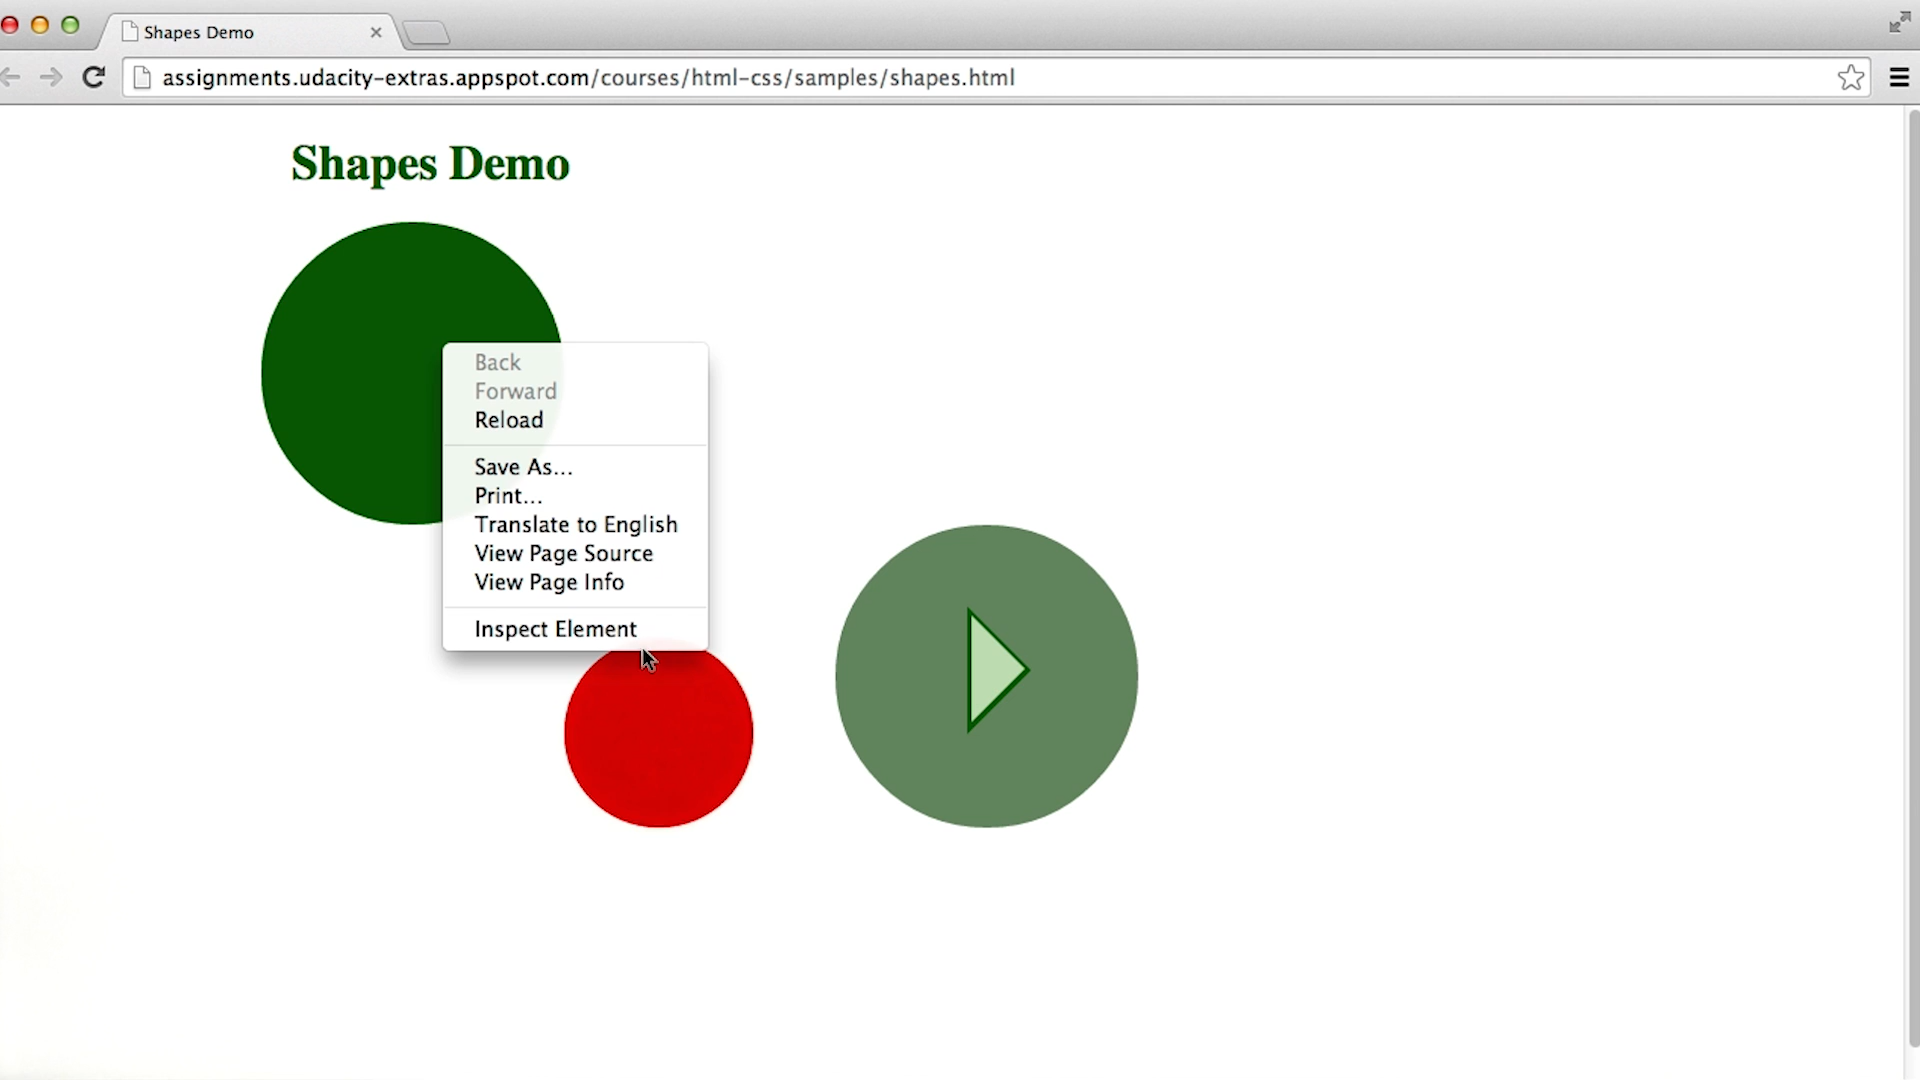 Shapes Demo
assignments.udacity-extras.appspot.com/courses/html-css/samples/shapes.html
Shapes Demo
Back
Forward
Reload
Save As...
Print...
Translate to English
View Page Source
View Page Info
Inspect Element